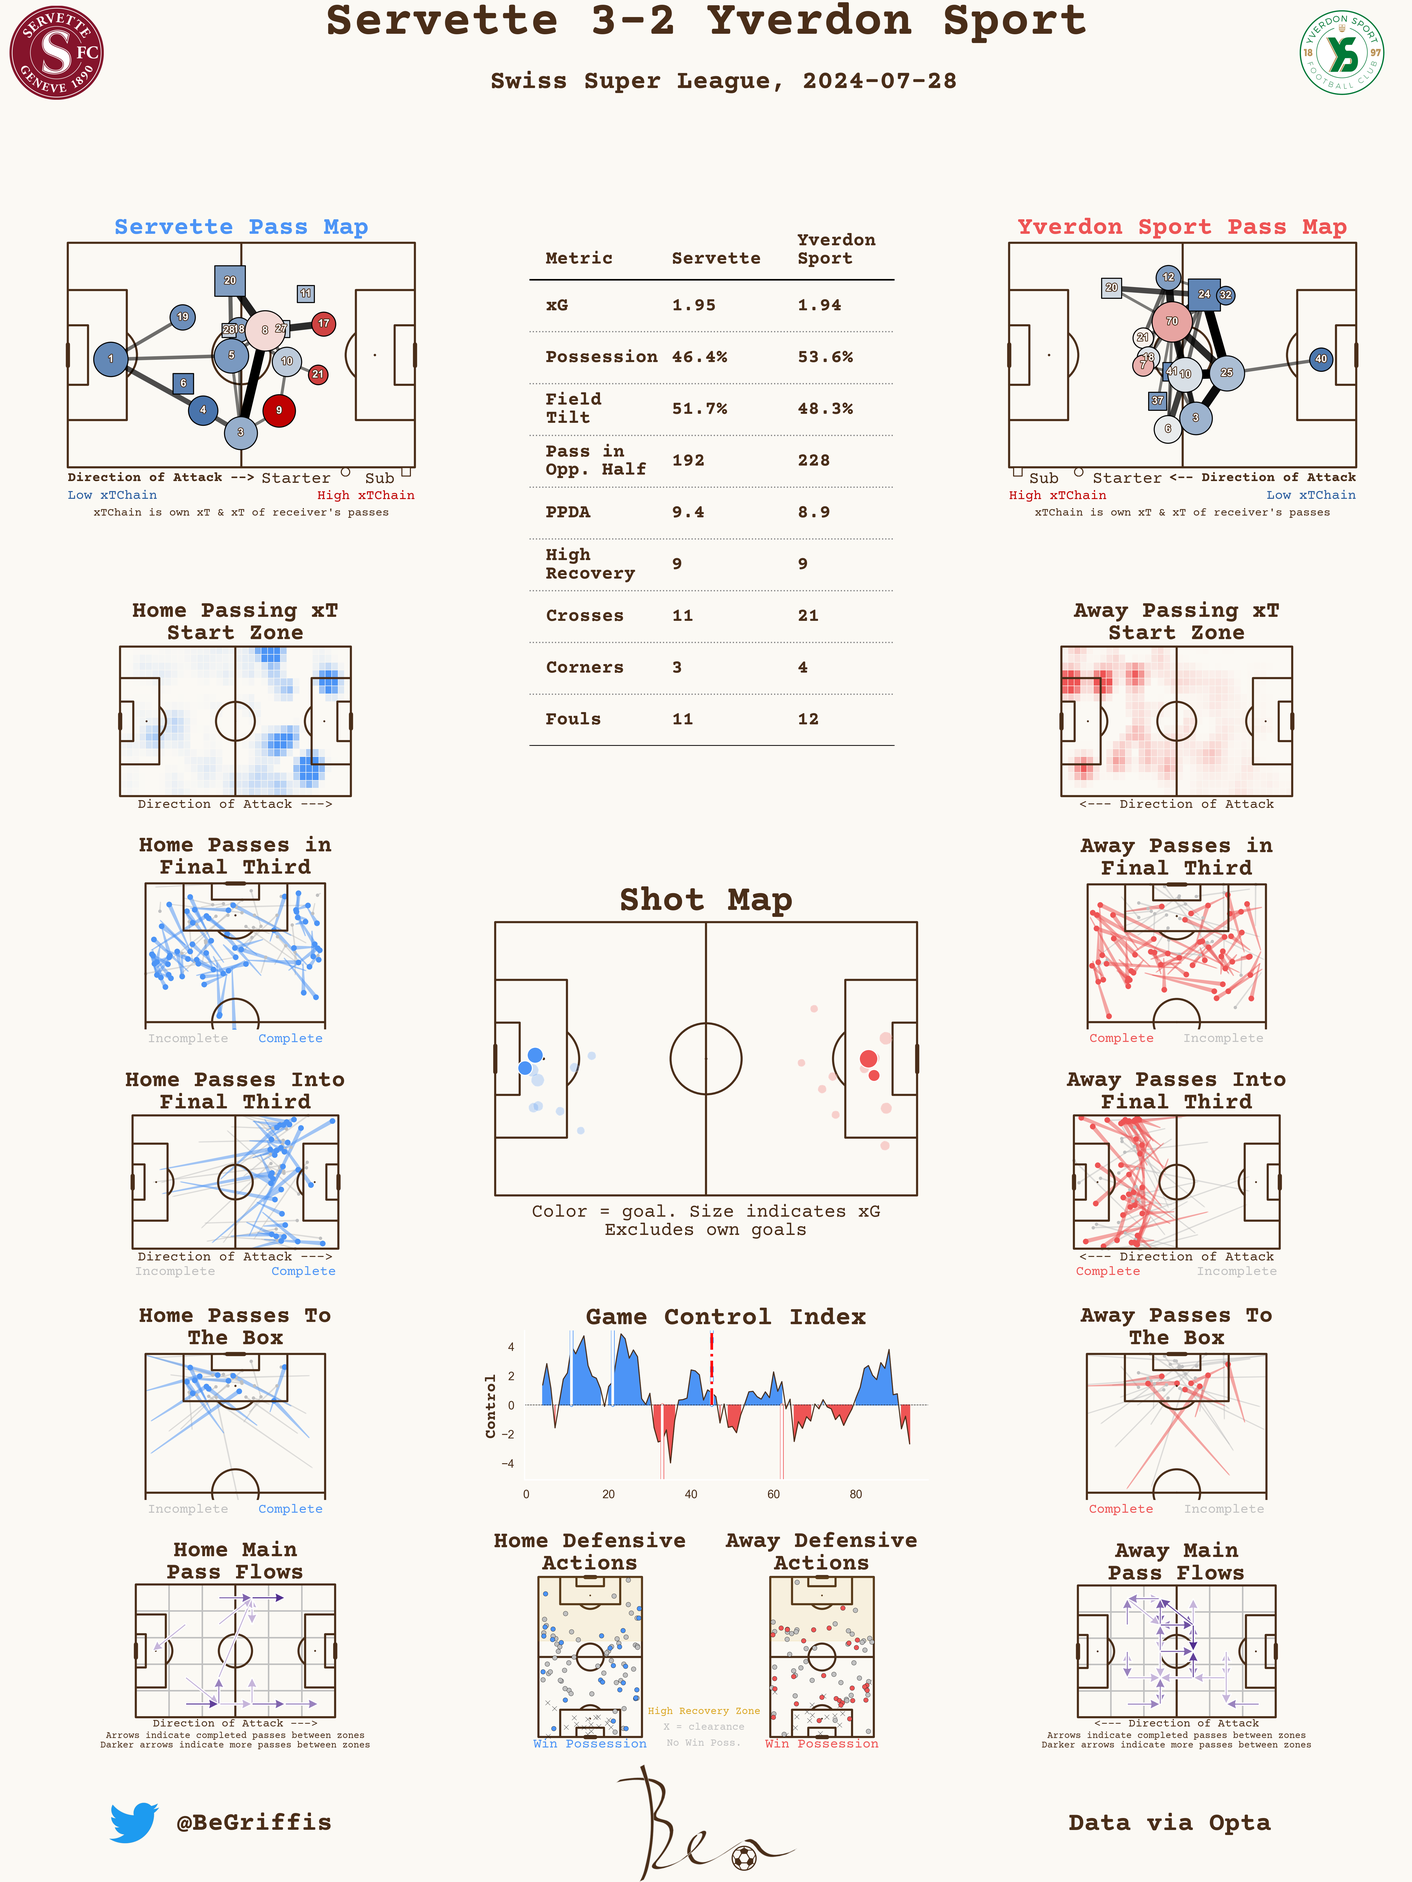 Servette 3-2 Yverdon Sport
Swiss Super League, 2024-07-28
SERVETTE
FC
GENEVE 1890
YVERDON SPORT
18 97
FOOTBALL CLUB
Servette Pass Map
20
11
19
28
18
8
27
17
1
5
10
21
6
4
9
3
Direction of Attack --> Starter Sub
Low xTChain High xTChain
xTChain is own xT & xT of receiver's passes
Metric Servette Yverdon Sport
xG 1.95 1.94
Possession 46.4% 53.6%
Field Tilt 51.7% 48.3%
Pass in Opp. Half 192 228
PPDA 9.4 8.9
High Recovery 9 9
Crosses 11 21
Corners 3 4
Fouls 11 12
Yverdon Sport Pass Map
12
20
24
32
70
21
18
7
41
10
25
40
37
3
6
Sub Starter <-- Direction of Attack
High xTChain Low xTChain
xTChain is own xT & xT of receiver's passes
Home Passing xT
Start Zone
Direction of Attack --->
Away Passing xT
Start Zone
<--- Direction of Attack
Home Passes in
Final Third
Incomplete Complete
Away Passes in
Final Third
Complete Incomplete
Shot Map
Color = goal. Size indicates xG
Excludes own goals
Home Passes Into
Final Third
Direction of Attack --->
Incomplete Complete
Away Passes Into
Final Third
<--- Direction of Attack
Complete Incomplete
Home Passes To
The Box
Incomplete Complete
Game Control Index
Control
4
2
0
−2
−4
0 20 40 60 80
Away Passes To
The Box
Complete Incomplete
Home Main
Pass Flows
Direction of Attack --->
Arrows indicate completed passes between zones
Darker arrows indicate more passes between zones
Home Defensive
Actions
Win Possession
High Recovery Zone
X = clearance
No Win Poss.
Away Defensive
Actions
Win Possession
Away Main
Pass Flows
<--- Direction of Attack
Arrows indicate completed passes between zones
Darker arrows indicate more passes between zones
@BeGriffis
Ben
Data via Opta